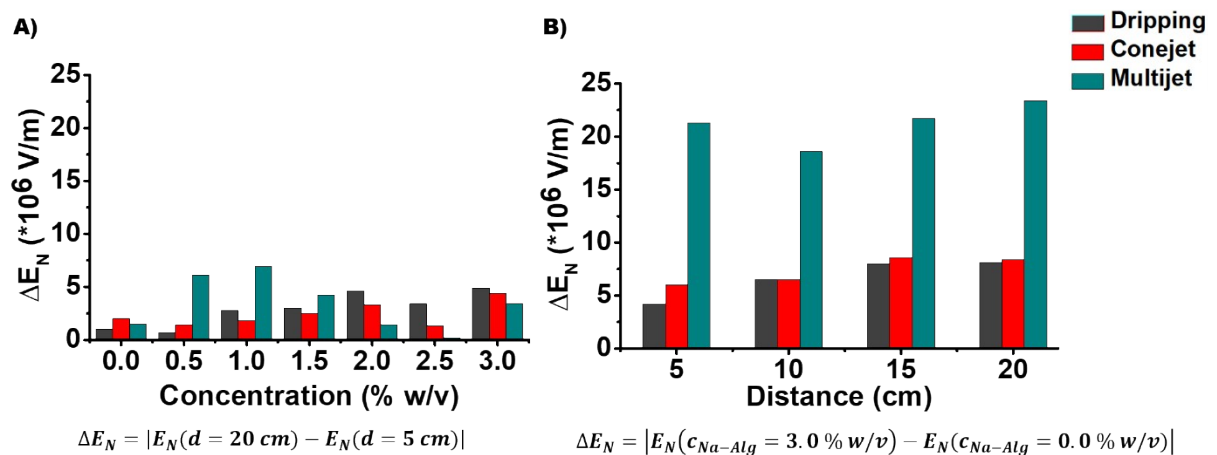 A)
ΔE_N (*10^6 V/m)
25
20
15
10
5
0
0.0 0.5 1.0 1.5 2.0 2.5 3.0
Concentration (% w/v)
ΔE_N = |E_N(d = 20 cm) − E_N(d = 5 cm)|
B)
Dripping
Conejet
Multijet
ΔE_N (*10^6 V/m)
25
20
15
10
5
0
5 10 15 20
Distance (cm)
ΔE_N = |E_N(c_Na−Alg = 3.0 % w/v) − E_N(c_Na−Alg = 0.0 % w/v)|